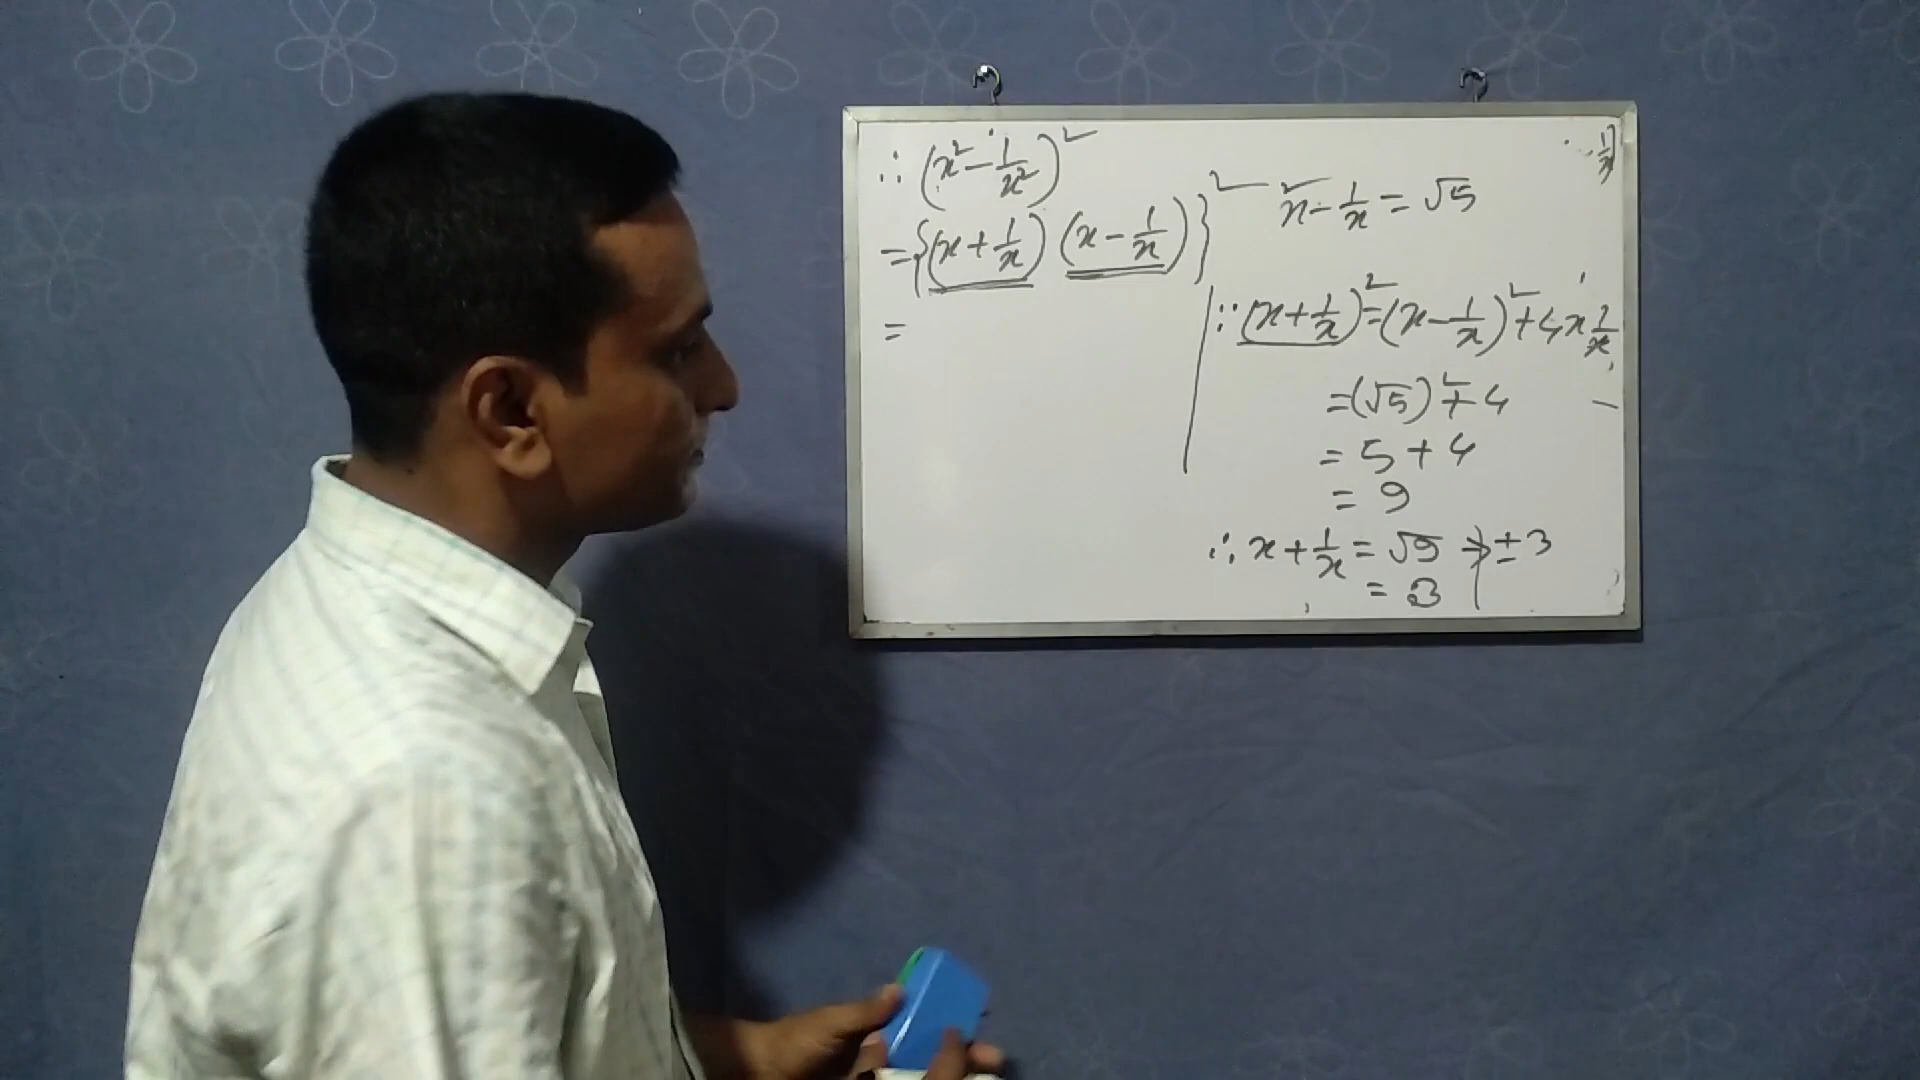 ∴ (x² - 1/x²)²
= {(x + 1/x) (x - 1/x)}²
=
x - 1/x = √5
∵ (x + 1/x)² = (x - 1/x)² + 4x 1/x
= (√5)² + 4
= 5 + 4
= 9
∴ x + 1/x = √9 ⇒ ± 3
= 3